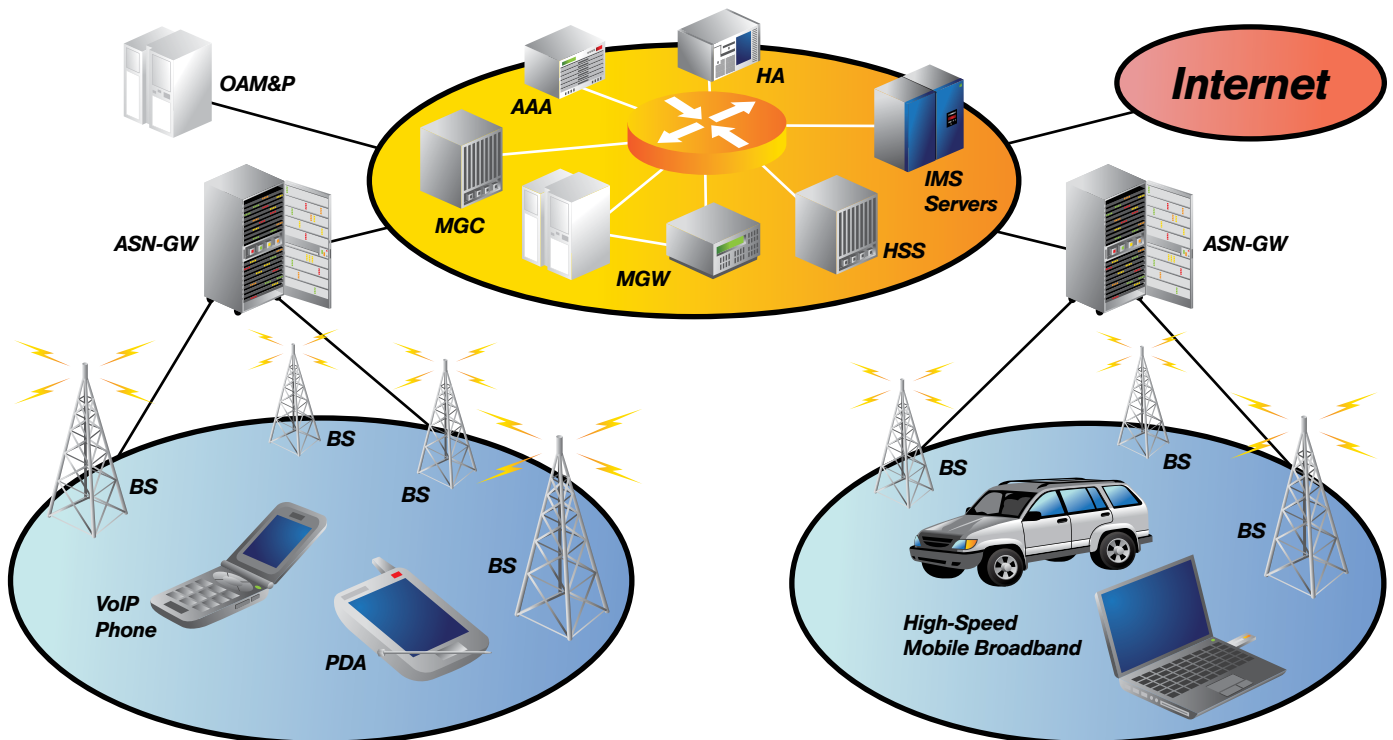 OAM&P
AAA
HA
Internet
MGC
IMS
Servers
ASN-GW
MGW
HSS
ASN-GW
BS
BS
BS
BS
VoIP
Phone
PDA
BS
BS
BS
High-Speed
Mobile Broadband